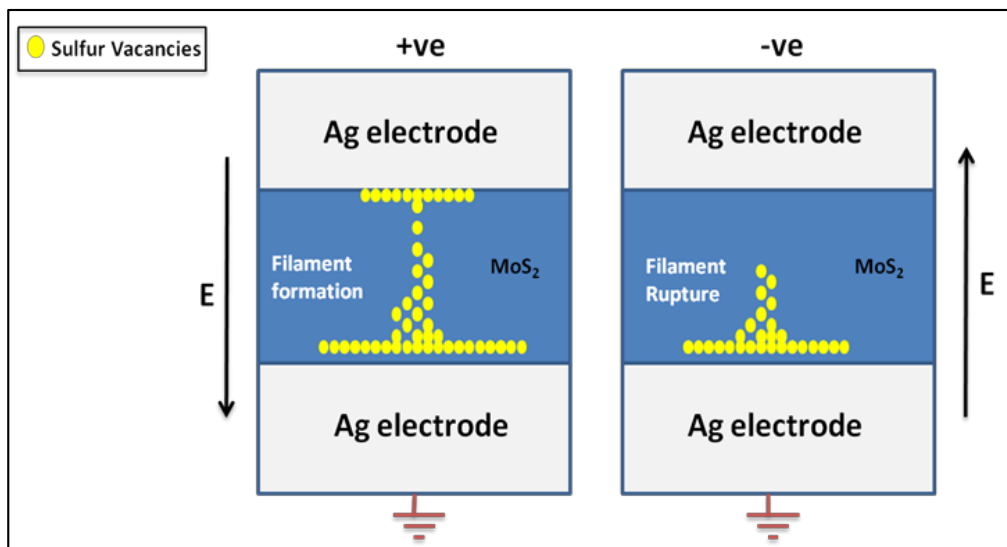 Sulfur Vacancies
+ve
-ve
Ag electrode
Ag electrode
E
Filament
formation
MoS₂
Filament
Rupture
MoS₂
E
Ag electrode
Ag electrode